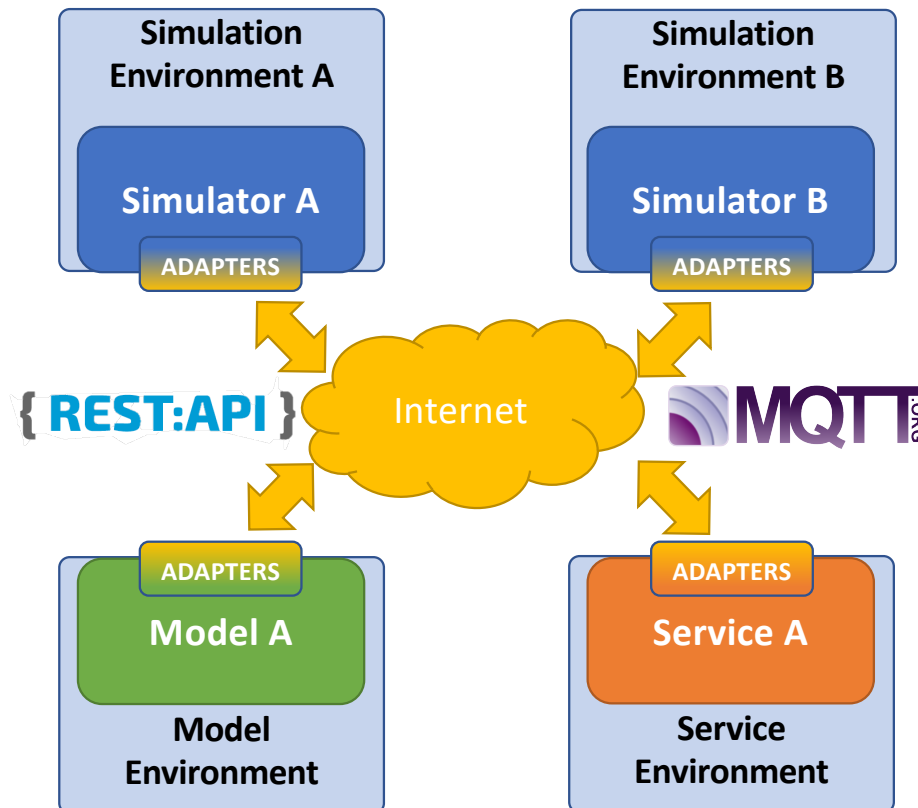 Simulation
Environment A
Simulation
Environment B
Simulator A
Simulator B
ADAPTERS
ADAPTERS
{ REST:API }
Internet
MQTT
.ORG
ADAPTERS
ADAPTERS
Model A
Service A
Model
Environment
Service
Environment